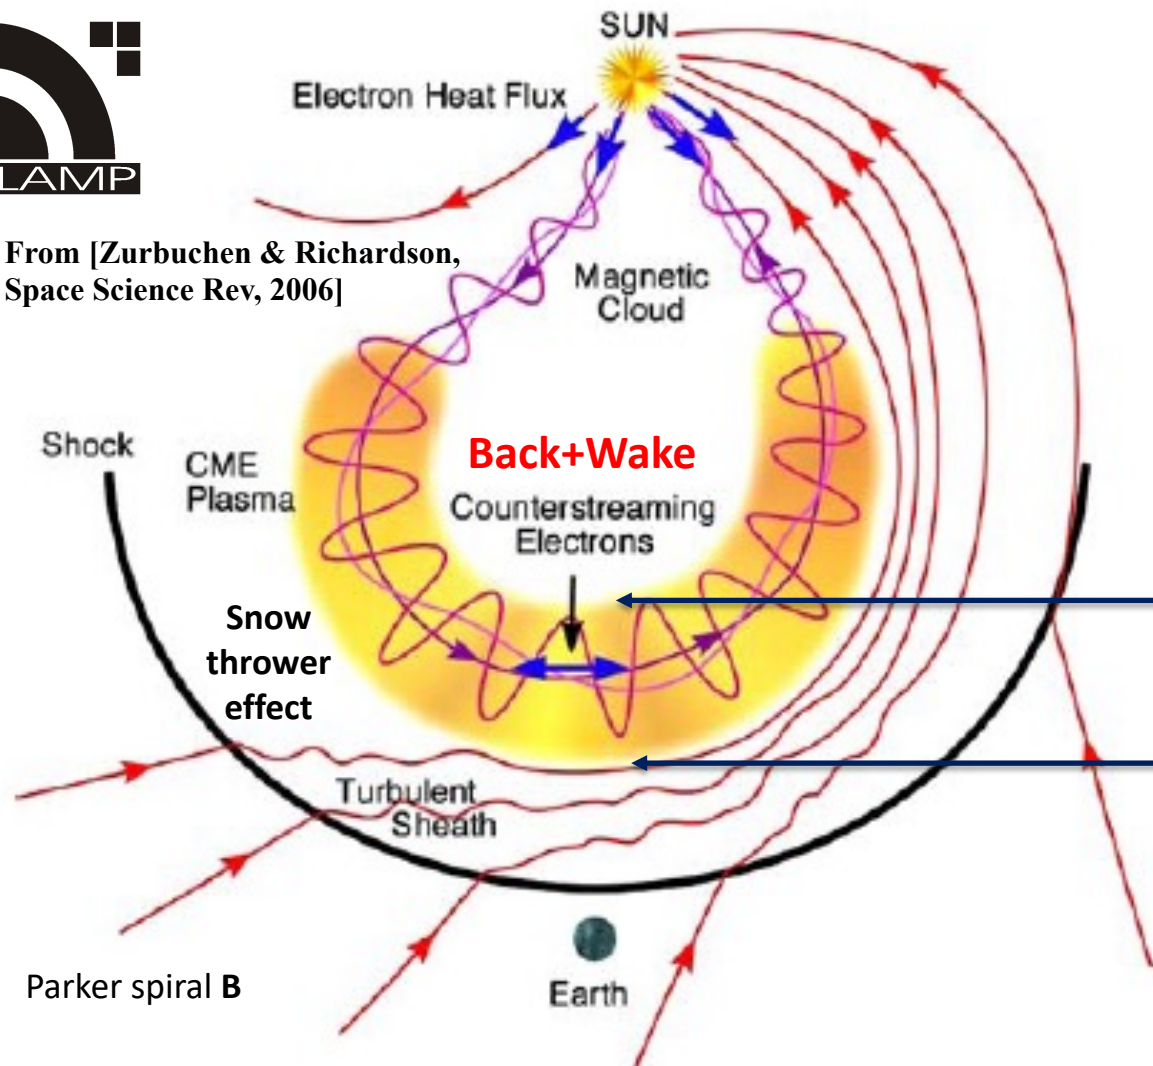 SUN
Electron Heat Flux
LAMP
From [Zurbuchen & Richardson,
Space Science Rev, 2006]
Magnetic
Cloud
Shock
CME
Plasma
Back+Wake
Counterstreaming
Electrons
Snow
thrower
effect
Turbulent
Sheath
Parker spiral B
Earth